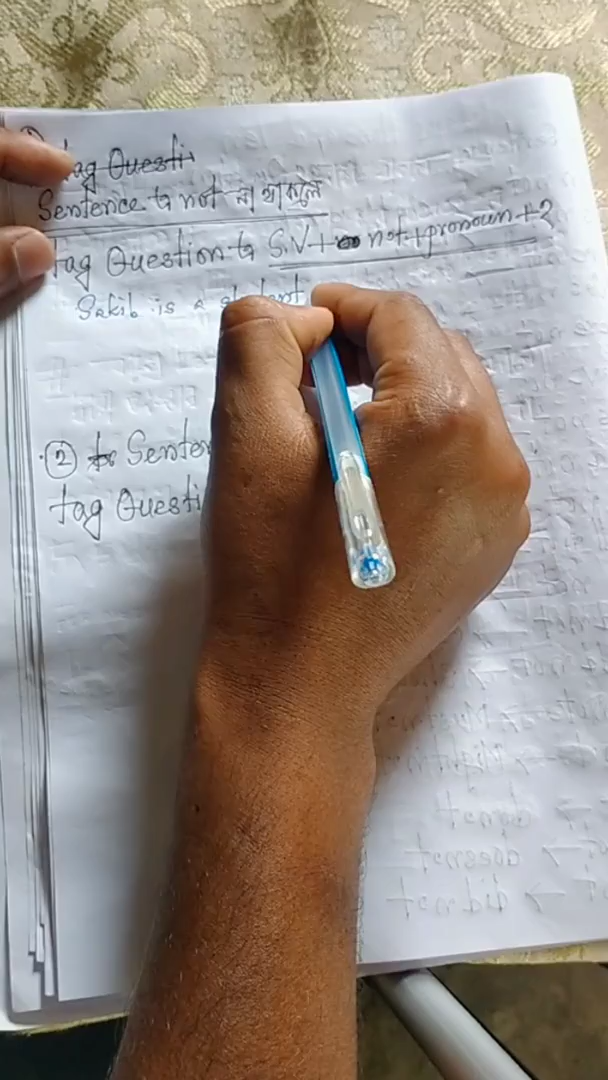 tag Questi
Sentence এ not না থাকলে
tag Question এ S.V + not + pronoun + ?
Sakib is a student
② Senten
tag Questi